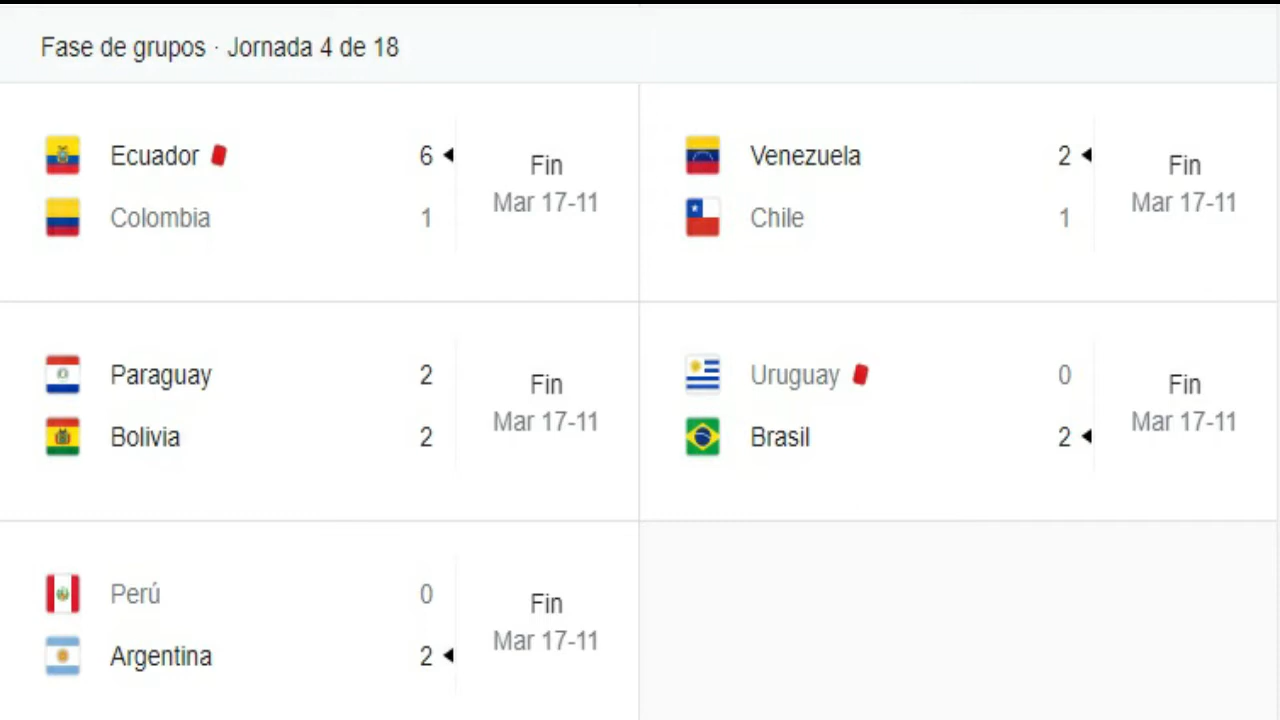 Fase de grupos · Jornada 4 de 18
Ecuador 6
Colombia 1
Fin
Mar 17-11
Venezuela 2
Chile 1
Fin
Mar 17-11
Paraguay 2
Bolivia 2
Fin
Mar 17-11
Uruguay 0
Brasil 2
Fin
Mar 17-11
Perú 0
Argentina 2
Fin
Mar 17-11